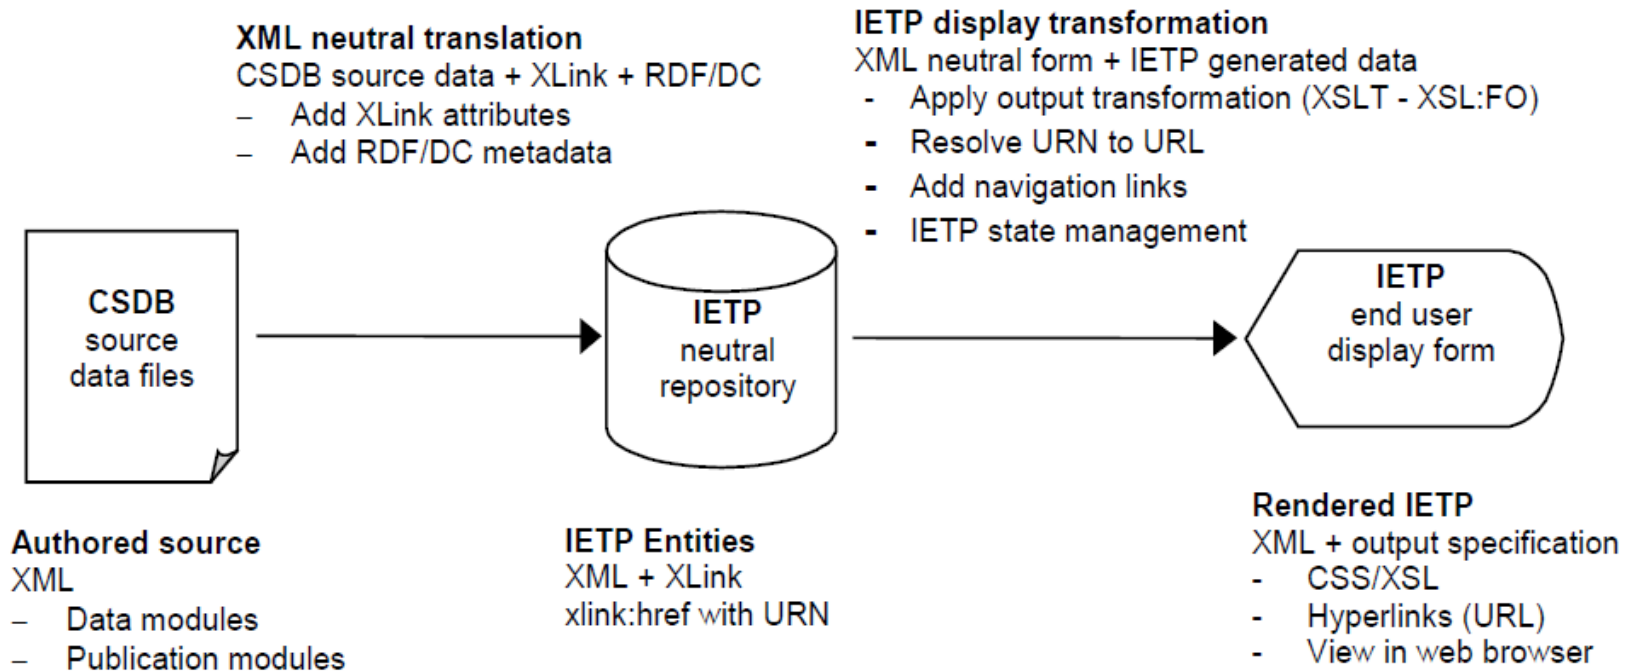 XML neutral translation
CSDB source data + XLink + RDF/DC
– Add XLink attributes
– Add RDF/DC metadata
IETP display transformation
XML neutral form + IETP generated data
- Apply output transformation (XSLT - XSL:FO)
- Resolve URN to URL
- Add navigation links
- IETP state management
CSDB
source
data files
IETP
neutral
repository
IETP
end user
display form
Authored source
XML
– Data modules
– Publication modules
IETP Entities
XML + XLink
xlink:href with URN
Rendered IETP
XML + output specification
- CSS/XSL
- Hyperlinks (URL)
- View in web browser